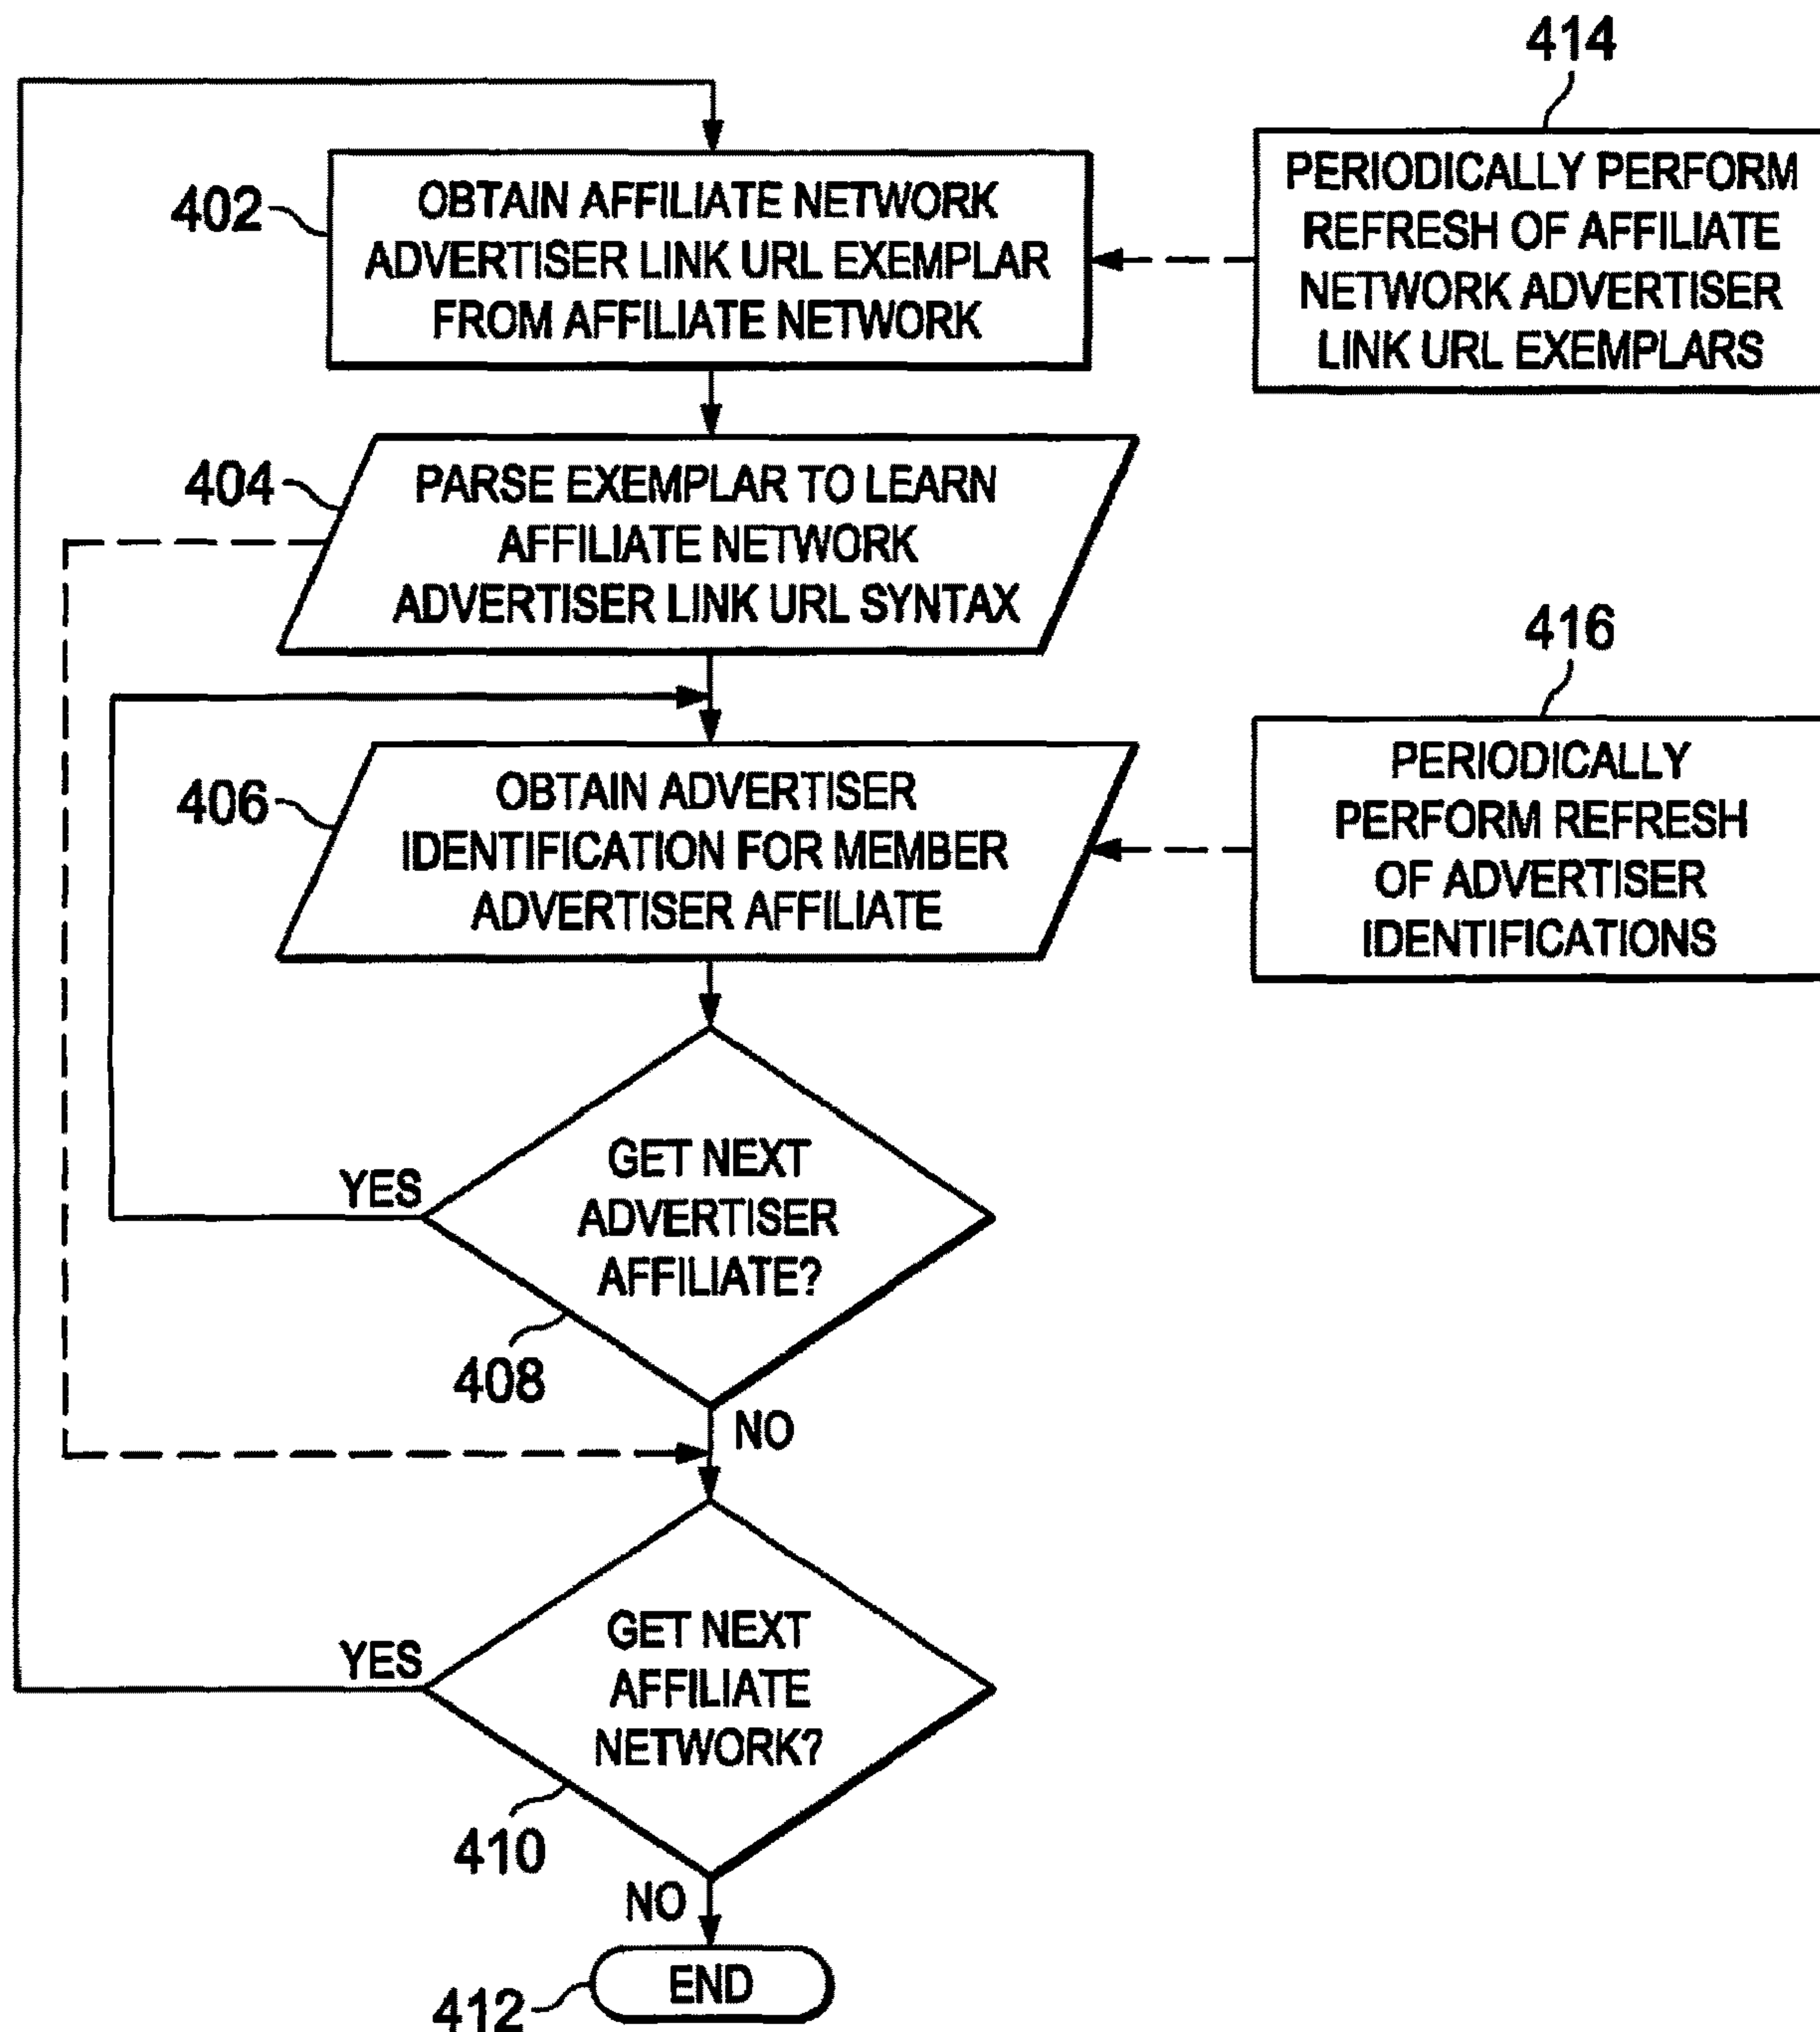 414
402
OBTAIN AFFILIATE NETWORK
ADVERTISER LINK URL EXEMPLAR
FROM AFFILIATE NETWORK
PERIODICALLY PERFORM
REFRESH OF AFFILIATE
NETWORK ADVERTISER
LINK URL EXEMPLARS
404
PARSE EXEMPLAR TO LEARN
AFFILIATE NETWORK
ADVERTISER LINK URL SYNTAX
416
406
OBTAIN ADVERTISER
IDENTIFICATION FOR MEMBER
ADVERTISER AFFILIATE
PERIODICALLY
PERFORM REFRESH
OF ADVERTISER
IDENTIFICATIONS
YES
GET NEXT
ADVERTISER
AFFILIATE?
408
NO
YES
GET NEXT
AFFILIATE
NETWORK?
410
NO
END
412